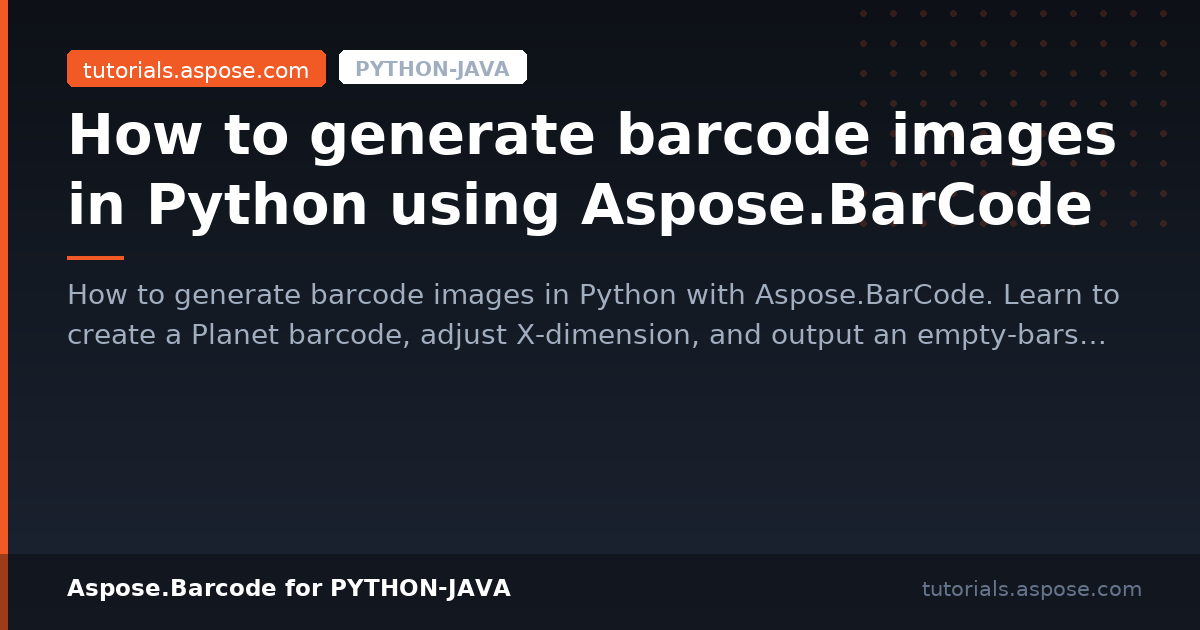 tutorials.aspose.com
PYTHON-JAVA
How to generate barcode images
in Python using Aspose.BarCode
How to generate barcode images in Python with Aspose.BarCode. Learn to
create a Planet barcode, adjust X-dimension, and output an empty-bars…
Aspose.Barcode for PYTHON-JAVA
tutorials.aspose.com